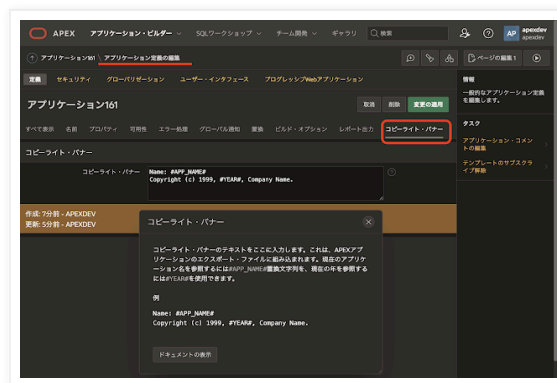 APEX アプリケーション・ビルダー SQLワークショップ チーム開発 ギャラリ 検索 AP apexdev apexdev
アプリケーション161 \ アプリケーション定義の編集 ページの編集1
定義 セキュリティ グローバリゼーション ユーザー・インタフェース プログレッシブWebアプリケーション
アプリケーション161 取消 削除 変更の適用
すべて表示 名前 プロパティ 可用性 エラー処理 グローバル通知 置換 ビルド・オプション レポート出力 コピーライト・バナー
コピーライト・バナー
コピーライト・バナー Name: #APP_NAME#
Copyright (c) 1999, #YEAR#, Company Name.
作成: 7分前 - APEXDEV
更新: 5分前 - APEXDEV
コピーライト・バナー
コピーライト・バナーのテキストをここに入力します。これは、APEXアプ
リケーションのエクスポート・ファイルに組み込まれます。現在のアプリケ
ーション名を参照するには#APP_NAME#置換文字列を、現在の年を参照する
には#YEAR#を使用できます。
例
Name: #APP_NAME#
Copyright (c) 1999, #YEAR#, Company Name.
ドキュメントの表示
情報
一般的なアプリケーション定義
を編集します。
タスク
アプリケーション・コメン
トの編集
テンプレートのサブスクラ
イブ解除